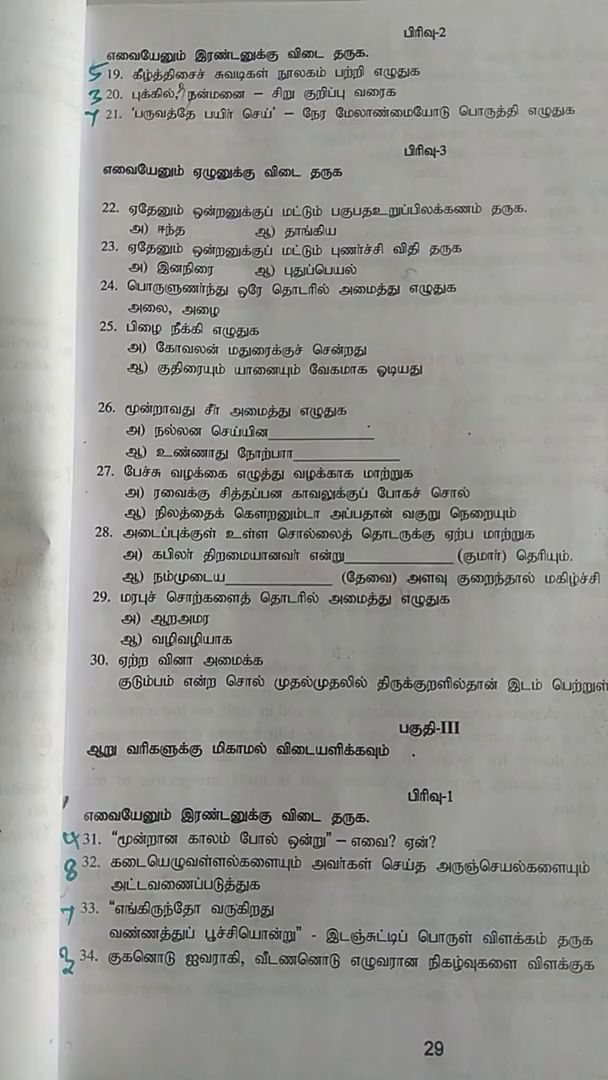 பிரிவு-2
எவையேனும் இரண்டனுக்கு விடை தருக.
5 19. கீழ்த்திசைச் சுவடிகள் நூலகம் பற்றி எழுதுக
3 20. புக்கில், நன்மனை – சிறு குறிப்பு வரைக
7 21. 'பருவத்தே பயிர் செய்' – நேர மேலாண்மையோடு பொருத்தி எழுதுக
பிரிவு-3
எவையேனும் ஏழுனுக்கு விடை தருக
22. ஏதேனும் ஒன்றனுக்குப் மட்டும் பகுபதஉறுப்பிலக்கணம் தருக.
அ) ஈந்த ஆ) தாங்கிய
23. ஏதேனும் ஒன்றனுக்குப் மட்டும் புணர்ச்சி விதி தருக
அ) இனநிரை ஆ) புதுப்பெயல்
24. பொருளுணர்ந்து ஒரே தொடரில் அமைத்து எழுதுக
அலை, அழை
25. பிழை நீக்கி எழுதுக
அ) கோவலன் மதுரைக்குச் சென்றது
ஆ) குதிரையும் யானையும் வேகமாக ஓடியது
26. மூன்றாவது சீர் அமைத்து எழுதுக
அ) நல்லன செய்யின____________
ஆ) உண்ணாது நோற்பார____________
27. பேச்சு வழக்கை எழுத்து வழக்காக மாற்றுக
அ) ரவைக்கு சித்தப்பன காவலுக்குப் போகச் சொல்
ஆ) நிலத்தைக் கௌறனும்டா அப்பதான் வகுறு நெறையும்
28. அடைப்புக்குள் உள்ள சொல்லைத் தொடருக்கு ஏற்ப மாற்றுக
அ) கபிலர் திறமையானவர் என்று____________ (குமார்) தெரியும்.
ஆ) நம்முடைய____________ (தேவை) அளவு குறைந்தால் மகிழ்ச்சி
29. மரபுச் சொற்களைத் தொடரில் அமைத்து எழுதுக
அ) ஆறஅமர
ஆ) வழிவழியாக
30. ஏற்ற வினா அமைக்க
குடும்பம் என்ற சொல் முதல்முதலில் திருக்குறளில்தான் இடம் பெற்றுள்
பகுதி-III
ஆறு வரிகளுக்கு மிகாமல் விடையளிக்கவும்
பிரிவு-1
எவையேனும் இரண்டனுக்கு விடை தருக.
4 31. “மூன்றான காலம் போல் ஒன்று” – எவை? ஏன்?
8 32. கடையெழுவள்ளல்களையும் அவர்கள் செய்த அருஞ்செயல்களையும்
அட்டவணைப்படுத்துக
7 33. “எங்கிருந்தோ வருகிறது
வண்ணத்துப் பூச்சியொன்று” - இடஞ்சுட்டிப் பொருள் விளக்கம் தருக
34. குகனொடு ஐவராகி, வீடணனொடு எழுவரான நிகழ்வுகளை விளக்குக
29